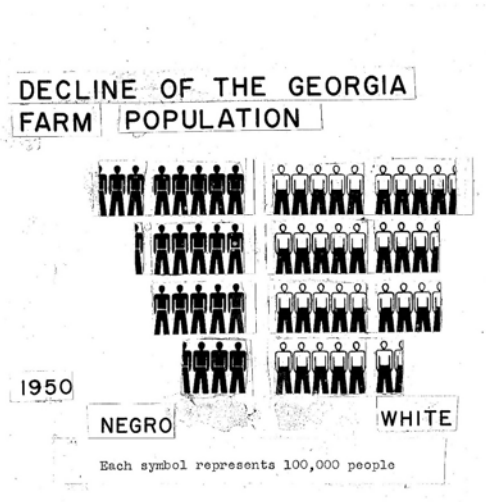 DECLINE OF THE GEORGIA
FARM POPULATION
1950
NEGRO
WHITE
Each symbol represents 100,000 people